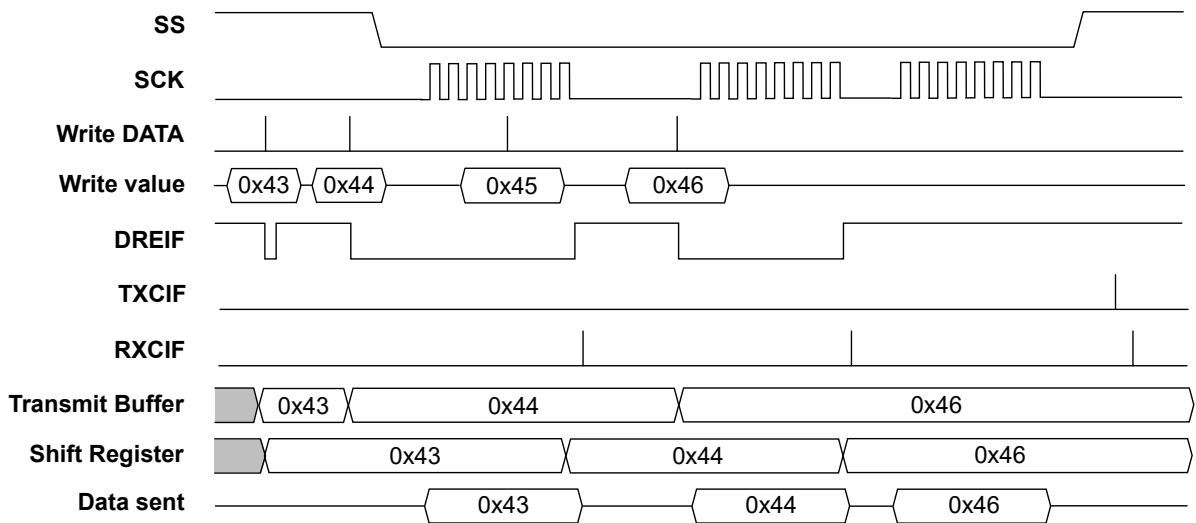 SS
SCK
Write DATA
Write value 0x43 0x44 0x45 0x46
DREIF
TXCIF
RXCIF
Transmit Buffer 0x43 0x44 0x46
Shift Register 0x43 0x44 0x46
Data sent 0x43 0x44 0x46